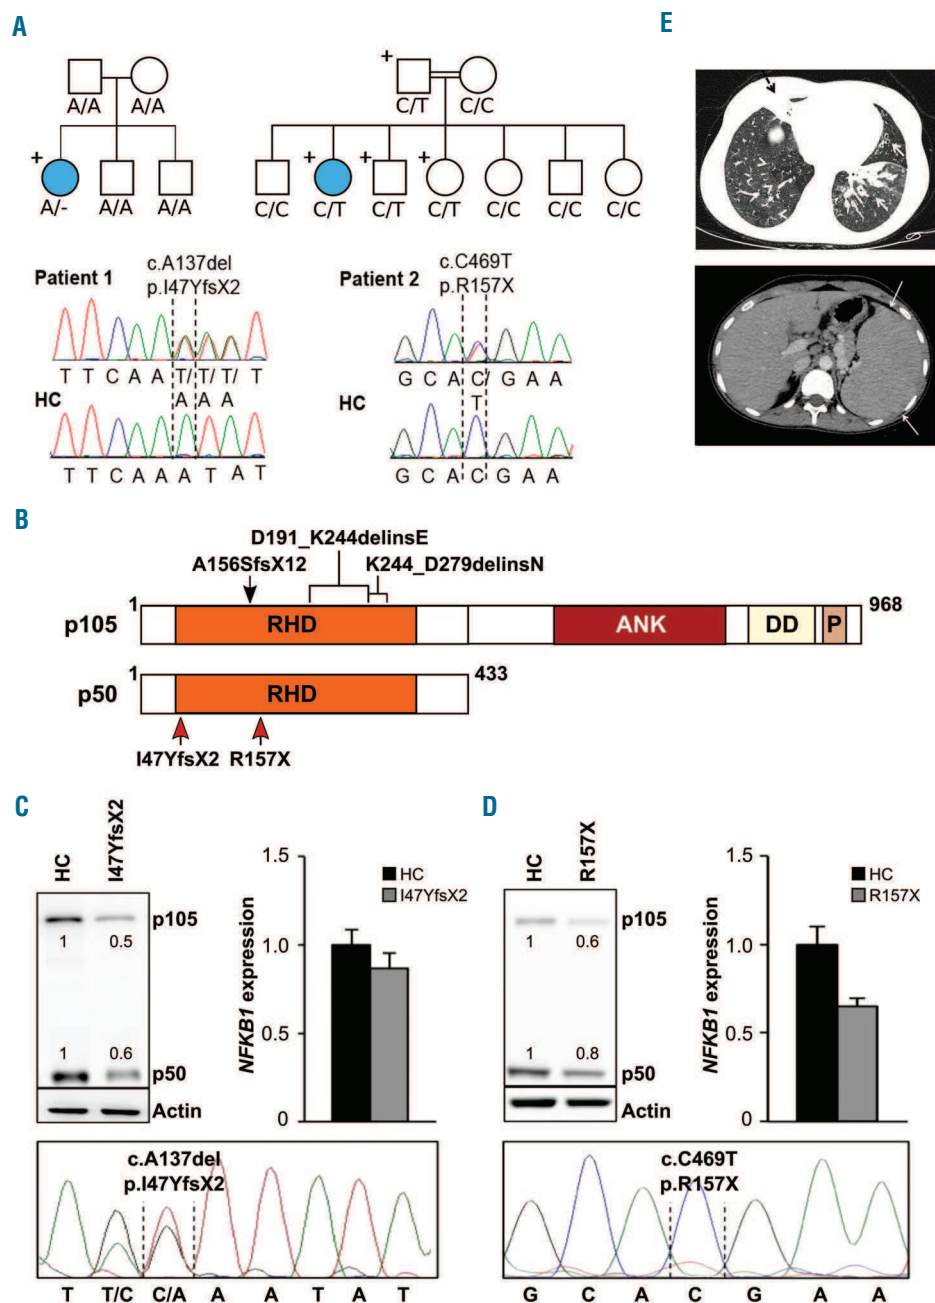 A
E
A/A A/A
+ C/T C/C
+ A/- A/A A/A
C/C + C/T + C/T + C/T C/C C/C C/C
Patient 1
c.A137del
p.I47YfsX2
T T C A A T/ T/ T/ T
A A A
HC
T T C A A A T A T
Patient 2
c.C469T
p.R157X
G C A C/ G A A
T
HC
G C A C G A A
B
D191_K244delinsE
A156SfsX12
K244_D279delinsN
1
p105
RHD
ANK
DD
P
968
1
p50
RHD
433
I47YfsX2
R157X
C
HC
I47YfsX2
p105
1 0.5
1 0.6
p50
Actin
NFKB1 expression
1.5
1.0
0.5
0
HC
I47YfsX2
c.A137del
p.I47YfsX2
T T/C C/A A A T A T
D
HC
R157X
p105
1 0.6
1 0.8
p50
Actin
NFKB1 expression
1.5
1.0
0.5
0
HC
R157X
c.C469T
p.R157X
G C A C G A A